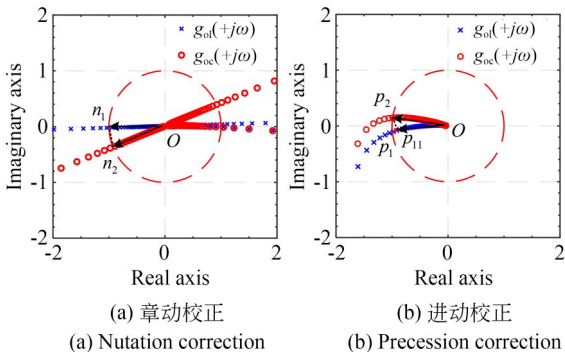 2
× gol(+jω)
○ goc(+jω)
1
n1
0
O
n2
-1
-2
-2 0 2
Imaginary axis
Real axis
(a) 章动校正
(a) Nutation correction
2
× gol(+jω)
○ goc(+jω)
1
p2
0
O
p1 p11
-1
-2
-2 0 2
Imaginary axis
Real axis
(b) 进动校正
(b) Precession correction